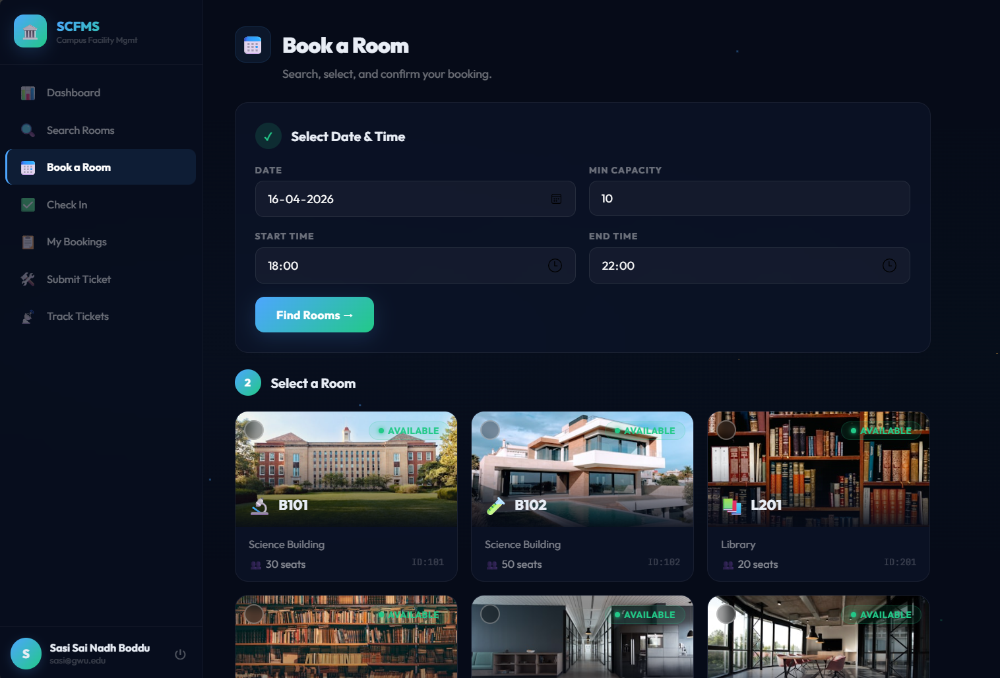 SCFMS
Campus Facility Mgmt
Dashboard
Search Rooms
Book a Room
Check In
My Bookings
Submit Ticket
Track Tickets
Sasi Sai Nadh Boddu
sasi@gwu.edu
S
Book a Room
Search, select, and confirm your booking.
✓ Select Date & Time
DATE
16-04-2026
MIN CAPACITY
10
START TIME
18:00
END TIME
22:00
Find Rooms →
2 Select a Room
AVAILABLE
B101
Science Building
30 seats
ID:101
AVAILABLE
B102
Science Building
50 seats
ID:102
AVAILABLE
L201
Library
20 seats
ID:201
AVAILABLE
AVAILABLE
AVAILABLE